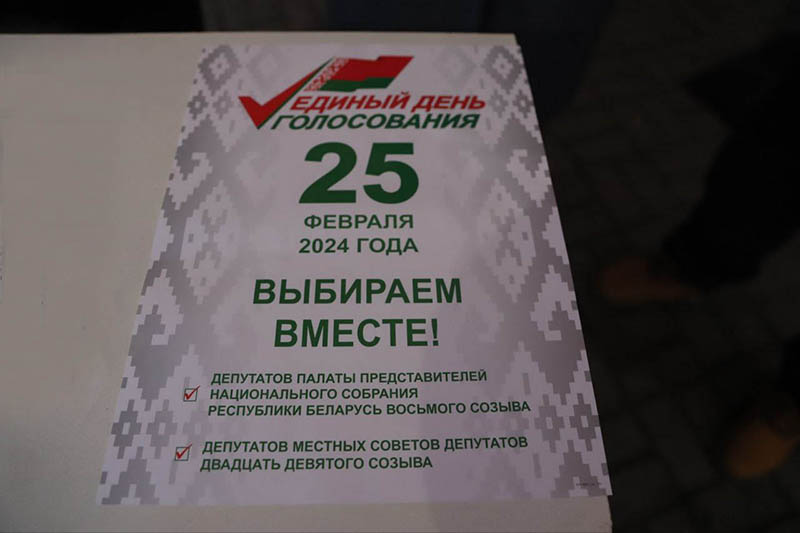 ЕДИНЫЙ ДЕНЬ
ГОЛОСОВАНИЯ
25
ФЕВРАЛЯ
2024 ГОДА
ВЫБИРАЕМ
ВМЕСТЕ!
ДЕПУТАТОВ ПАЛАТЫ ПРЕДСТАВИТЕЛЕЙ
НАЦИОНАЛЬНОГО СОБРАНИЯ
РЕСПУБЛИКИ БЕЛАРУСЬ ВОСЬМОГО СОЗЫВА
ДЕПУТАТОВ МЕСТНЫХ СОВЕТОВ ДЕПУТАТОВ
ДВАДЦАТЬ ДЕВЯТОГО СОЗЫВА